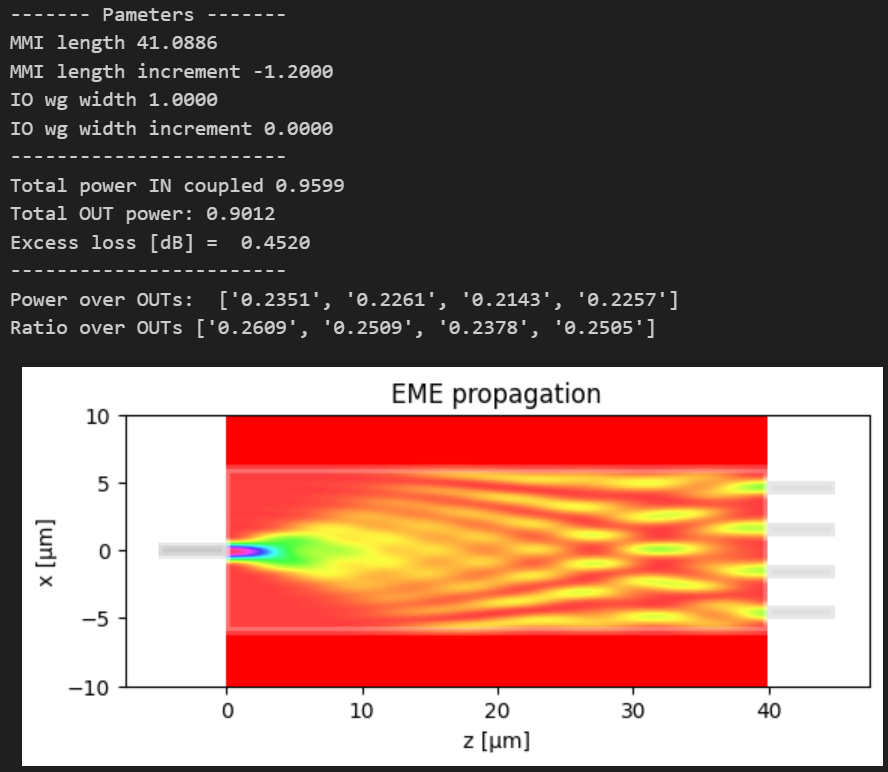 ------- Pameters -------
MMI length 41.0886
MMI length increment -1.2000
IO wg width 1.0000
IO wg width increment 0.0000
------------------------
Total power IN coupled 0.9599
Total OUT power: 0.9012
Excess loss [dB] =  0.4520
------------------------
Power over OUTs:  ['0.2351', '0.2261', '0.2143', '0.2257']
Ratio over OUTs ['0.2609', '0.2509', '0.2378', '0.2505']
EME propagation
10
5
0
−5
−10
x [μm]
0 10 20 30 40
z [μm]